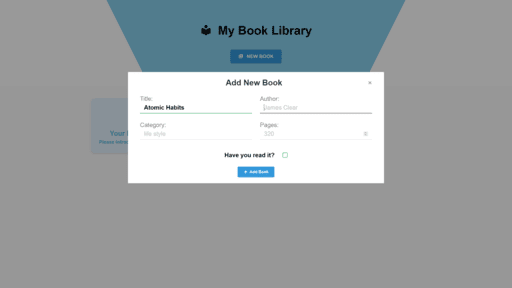 My Book Library
NEW BOOK
Add New Book
×
Title:
Author:
Atomic Habits
James Clear
Category:
Pages:
life style
320
Have you read it?
+ Add Book
Your
Please